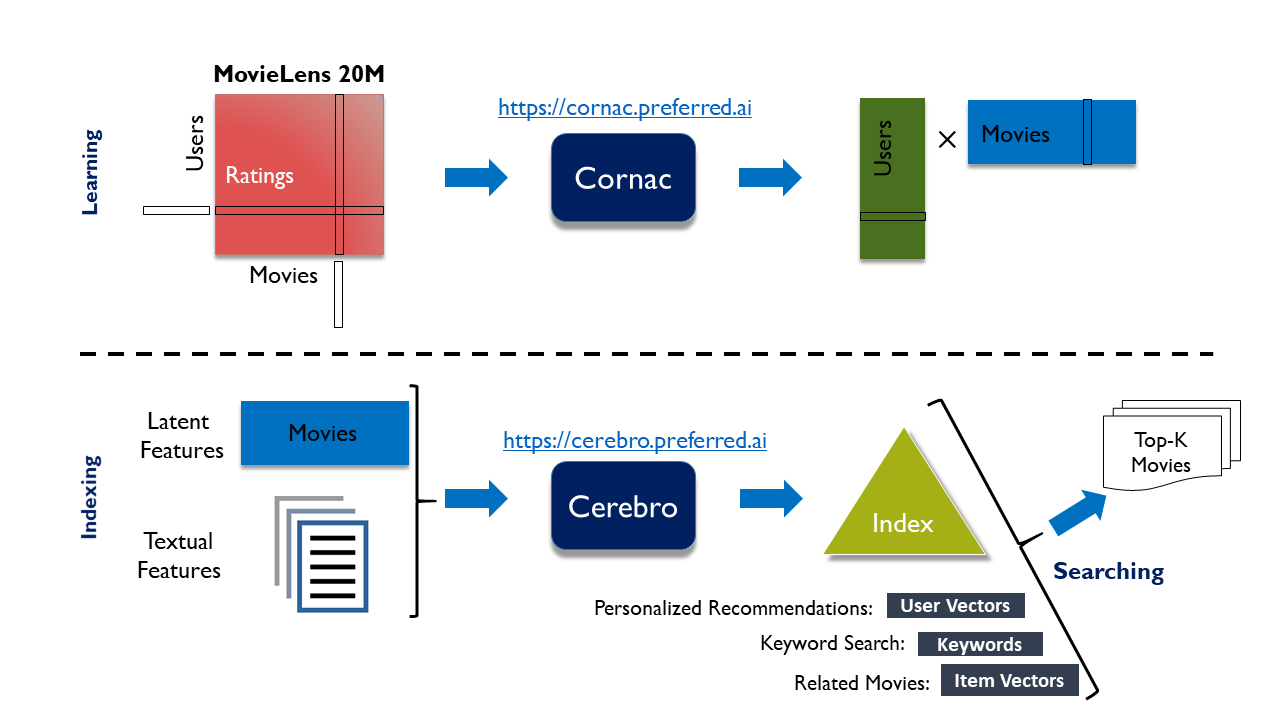 MovieLens 20M
Learning
Users
Ratings
Movies
https://cornac.preferred.ai
Cornac
Users
×
Movies
Indexing
Latent
Features
Movies
Textual
Features
https://cerebro.preferred.ai
Cerebro
Index
Top-K
Movies
Searching
Personalized Recommendations: User Vectors
Keyword Search: Keywords
Related Movies: Item Vectors